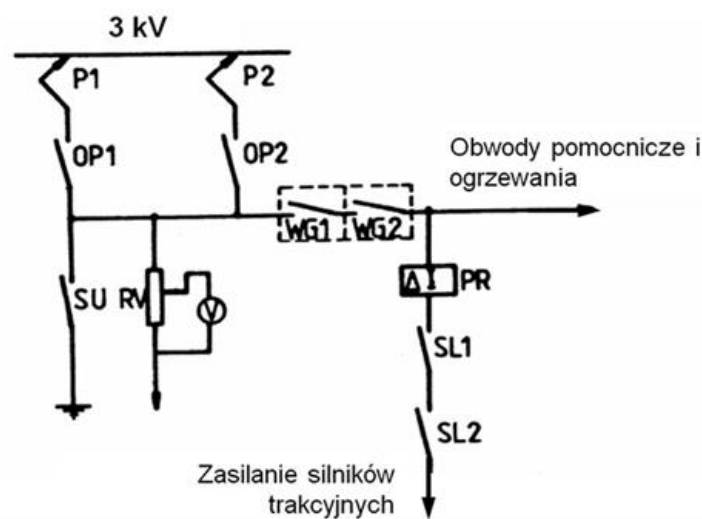 3 kV
P1
P2
OP1
OP2
Obwody pomocnicze i
ogrzewania
WG1 WG2
SU RV
V
Δ I PR
SL1
SL2
Zasilanie silników
trakcyjnych